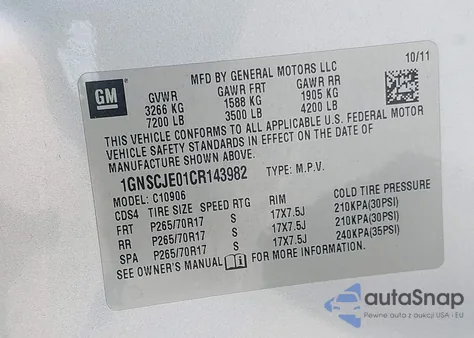 GM
MFD BY GENERAL MOTORS LLC
10/11
GVWR GAWR FRT GAWR RR
3266 KG 1588 KG 1905 KG
7200 LB 3500 LB 4200 LB
THIS VEHICLE CONFORMS TO ALL APPLICABLE U.S. FEDERAL MOTOR
VEHICLE SAFETY STANDARDS IN EFFECT ON THE DATE OF
MANUFACTURE SHOWN ABOVE.
1GNSCJE01CR143982 TYPE: M.P.V.
MODEL: C10906
CDS4 TIRE SIZE SPEED RTG RIM COLD TIRE PRESSURE
FRT P265/70R17 S 17X7.5J 210KPA(30PSI)
RR P265/70R17 S 17X7.5J 210KPA(30PSI)
SPA P265/70R17 S 17X7.5J 240KPA(35PSI)
SEE OWNER'S MANUAL FOR MORE INFORMATION.
autoSnap
Pewne auta z aukcji USA - EU